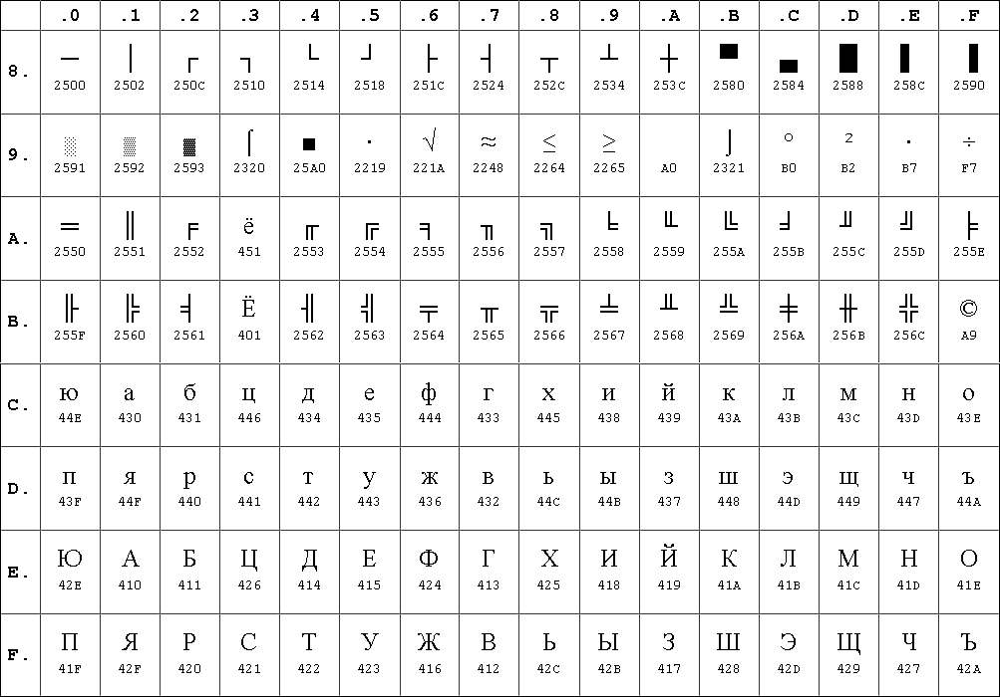 .0 .1 .2 .3 .4 .5 .6 .7 .8 .9 .A .B .C .D .E .F
8. ─ │ ┌ ┐ └ ┘ ├ ┤ ┬ ┴ ┼ ▀ ▄ █ ▌ ▐
2500 2502 250C 2510 2514 2518 251C 2524 252C 2534 253C 2580 2584 2588 258C 2590
9. ░ ▒ ▓ ⌠ ■ ∙ √ ≈ ≤ ≥ ⌡ ° ² · ÷
2591 2592 2593 2320 25A0 2219 221A 2248 2264 2265 A0 2321 B0 B2 B7 F7
A. ═ ║ ╒ ё ╓ ╔ ╕ ╖ ╗ ╘ ╙ ╚ ╛ ╜ ╝ ╞
2550 2551 2552 451 2553 2554 2555 2556 2557 2558 2559 255A 255B 255C 255D 255E
B. ╟ ╠ ╡ Ё ╢ ╣ ╤ ╥ ╦ ╧ ╨ ╩ ╪ ╫ ╬ ©
255F 2560 2561 401 2562 2563 2564 2565 2566 2567 2568 2569 256A 256B 256C A9
C. ю а б ц д е ф г х и й к л м н о
44E 430 431 446 434 435 444 433 445 438 439 43A 43B 43C 43D 43E
D. п я р с т у ж в ь ы з ш э щ ч ъ
43F 44F 440 441 442 443 436 432 44C 44B 437 448 44D 449 447 44A
E. Ю А Б Ц Д Е Ф Г Х И Й К Л М Н О
42E 410 411 426 414 415 424 413 425 418 419 41A 41B 41C 41D 41E
F. П Я Р С Т У Ж В Ь Ы З Ш Э Щ Ч Ъ
41F 42F 420 421 422 423 416 412 42C 42B 417 428 42D 429 427 42A